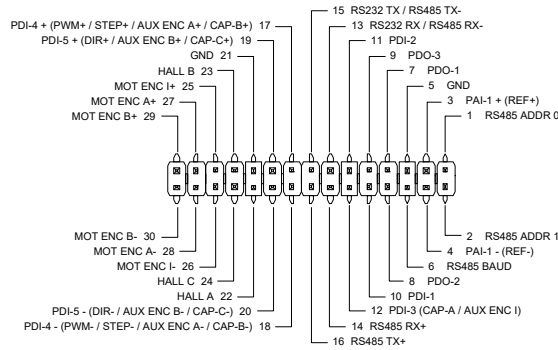 15 RS232 TX / RS485 TX-
PDI-4 + (PWM+ / STEP+ / AUX ENC A+ / CAP-B+) 17
13 RS232 RX / RS485 RX-
PDI-5 + (DIR+ / AUX ENC B+ / CAP-C+) 19
11 PDI-2
GND 21
9 PDO-3
HALL B 23
7 PDO-1
MOT ENC I+ 25
5 GND
MOT ENC A+ 27
3 PAI-1 + (REF+)
MOT ENC B+ 29
1 RS485 ADDR 0
MOT ENC B- 30
2 RS485 ADDR 1
MOT ENC A- 28
4 PAI-1 - (REF-)
MOT ENC I- 26
6 RS485 BAUD
HALL C 24
8 PDO-2
HALL A 22
10 PDI-1
PDI-5 - (DIR- / AUX ENC B- / CAP-C-) 20
12 PDI-3 (CAP-A / AUX ENC I)
PDI-4 - (PWM- / STEP- / AUX ENC A- / CAP-B-) 18
14 RS485 RX+
16 RS485 TX+